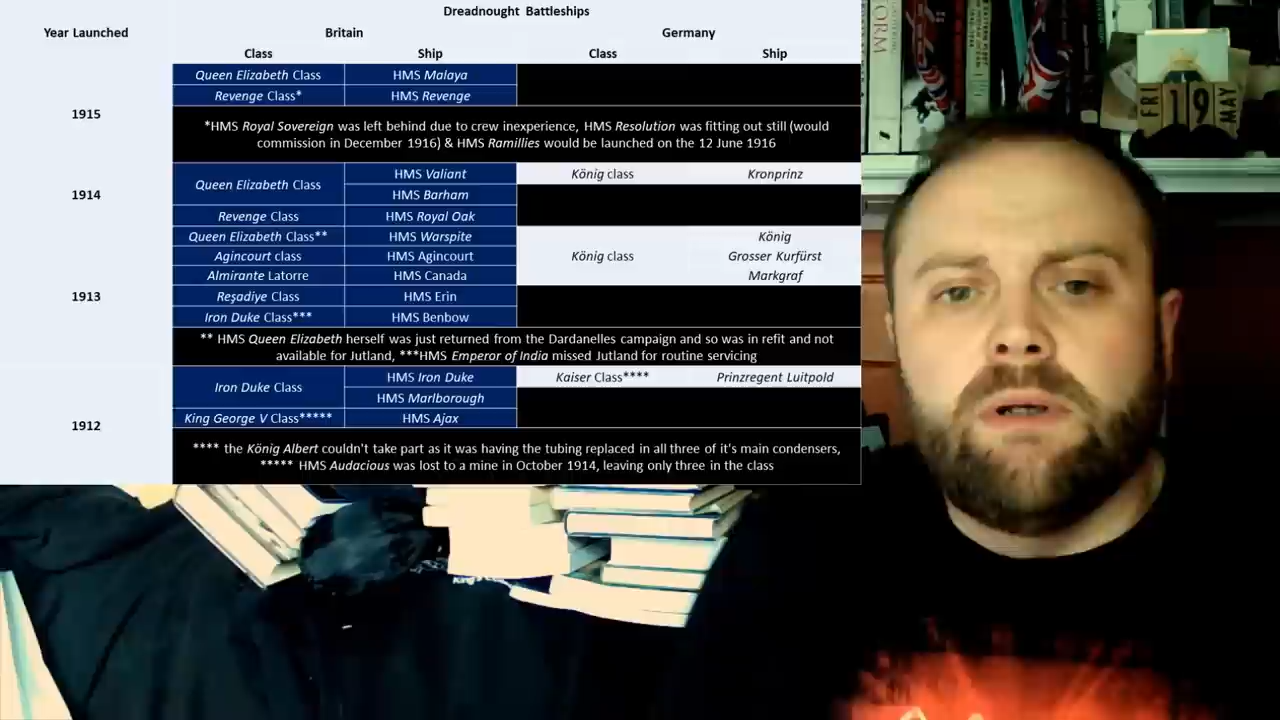 Dreadnought Battleships
Year Launched
Britain
Germany
Class
Ship
Class
Ship
1915
Queen Elizabeth Class
HMS Malaya
Revenge Class*
HMS Revenge
*HMS Royal Sovereign was left behind due to crew inexperience, HMS Resolution was fitting out still (would
commission in December 1916) & HMS Ramillies would be launched on the 12 June 1916
1914
Queen Elizabeth Class
HMS Valiant
König class
Kronprinz
HMS Barham
Revenge Class
HMS Royal Oak
1913
Queen Elizabeth Class**
HMS Warspite
König class
König
Agincourt class
HMS Agincourt
Grosser Kurfürst
Almirante Latorre
HMS Canada
Markgraf
Reşadiye Class
HMS Erin
Iron Duke Class***
HMS Benbow
** HMS Queen Elizabeth herself was just returned from the Dardanelles campaign and so was in refit and not
available for Jutland, ***HMS Emperor of India missed Jutland for routine servicing
1912
Iron Duke Class
HMS Iron Duke
Kaiser Class****
Prinzregent Luitpold
HMS Marlborough
King George V Class*****
HMS Ajax
**** the König Albert couldn't take part as it was having the tubing replaced in all three of it's main condensers,
***** HMS Audacious was lost to a mine in October 1914, leaving only three in the class
FRI
19
MAY